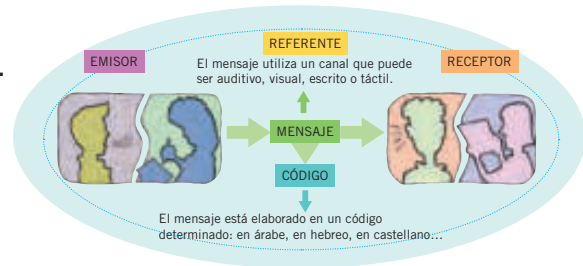 REFERENTE
EMISOR
El mensaje utiliza un canal que puede
ser auditivo, visual, escrito o táctil.
RECEPTOR
MENSAJE
CÓDIGO
El mensaje está elaborado en un código
determinado: en árabe, en hebreo, en castellano…